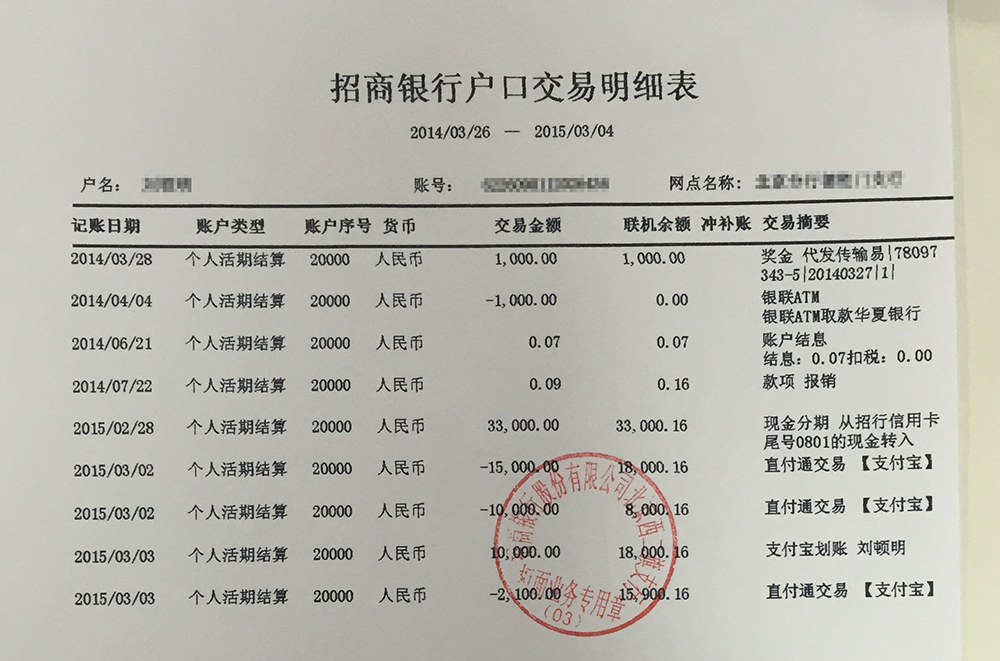 招商银行户口交易明细表
2014/03/26 — 2015/03/04
户名： 账号： 网点名称：
记账日期 账户类型 账户序号 货币 交易金额 联机余额 冲补账 交易摘要
2014/03/28 个人活期结算 20000 人民币 1,000.00 1,000.00 奖金 代发传输易|78097
343-5|20140327|1|
2014/04/04 个人活期结算 20000 人民币 -1,000.00 0.00 银联ATM
银联ATM取款华夏银行
2014/06/21 个人活期结算 20000 人民币 0.07 0.07 账户结息
结息：0.07扣税：0.00
2014/07/22 个人活期结算 20000 人民币 0.09 0.16 款项 报销
2015/02/28 个人活期结算 20000 人民币 33,000.00 33,000.16 现金分期 从招行信用卡
尾号0801的现金转入
2015/03/02 个人活期结算 20000 人民币 -15,000.00 18,000.16 直付通交易 【支付宝】
2015/03/02 个人活期结算 20000 人民币 -10,000.00 8,000.16 直付通交易 【支付宝】
2015/03/03 个人活期结算 20000 人民币 10,000.00 18,000.16 支付宝划账 刘顿明
2015/03/03 个人活期结算 20000 人民币 -2,100.00 15,900.16 直付通交易 【支付宝】
银行股份有限公司北京西
业务专用章
(03)